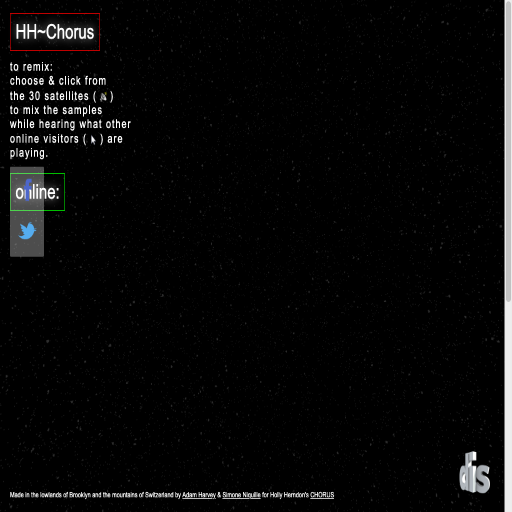 HH~Chorus
to remix:
choose & click from
the 30 satellites ( )
to mix the samples
while hearing what other
online visitors ( ) are
playing.
online:
dis
Made in the lowlands of Brooklyn and the mountains of Switzerland by Adam Harvey & Simone Niquille for Holly Herndon's CHORUS